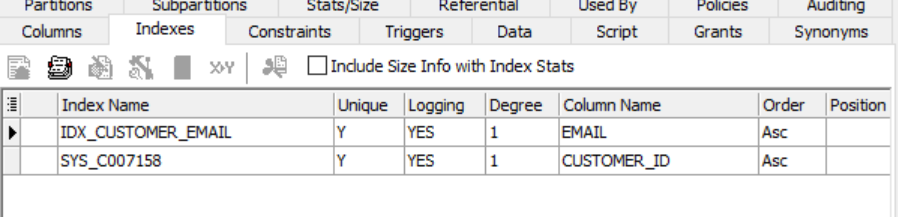 Partitions Subpartitions Stats/Size Referential Used By Policies Auditing
Columns Indexes Constraints Triggers Data Script Grants Synonyms
X•Y Include Size Info with Index Stats
Index Name Unique Logging Degree Column Name Order Position
IDX_CUSTOMER_EMAIL Y YES 1 EMAIL Asc
SYS_C007158 Y YES 1 CUSTOMER_ID Asc